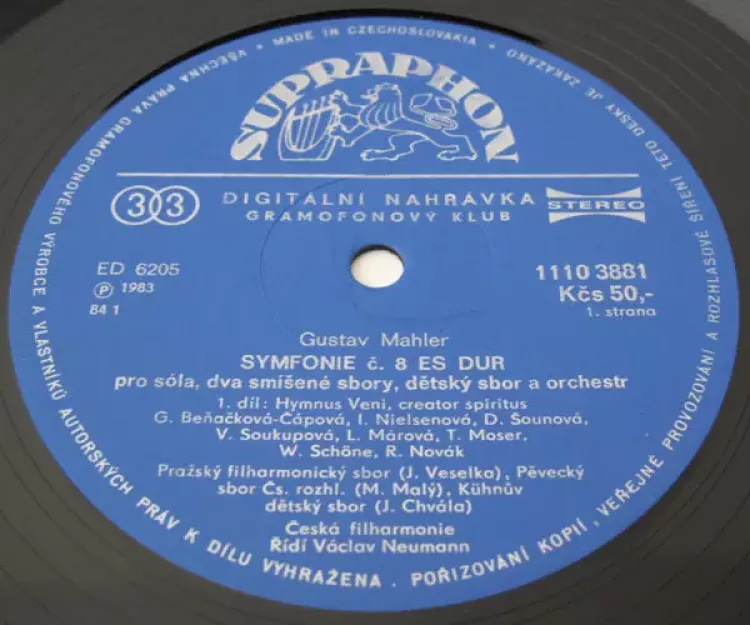 VŠECHNA PRÁVA GRAMOFONOVÉHO VÝROBCE A VLASTNÍKŮ AUTORSKÝCH PRÁV K DÍLU VYHRAŽENA . POŘIZOVÁNÍ KOPIÍ, VEŘEJNÉ PROVOZOVÁNÍ A ROZHLASOVÉ ŠÍŘENÍ TÉTO DESKY JE ZAKÁZÁNO
• MADE IN CZECHOSLOVAKIA •
SUPRAPHON
33
DIGITALNÍ NAHRÁVKA
GRAMOFONOVÝ KLUB
STEREO
ED 6205
℗ 1983
84 1
1110 3881
Kčs 50,-
1. strana
Gustav Mahler
SYMFONIE č. 8 ES DUR
pro sóla, dva smíšené sbory, dětský sbor a orchestr
1. díl: Hymnus Veni, creator spiritus
G. Beňačková-Čápová, I. Nielsenová, D. Šounová,
V. Soukupová, L. Márová, T. Moser,
W. Schöne, R. Novák
Pražský filharmonický sbor (J. Veselka), Pěvecký
sbor Čs. rozhl. (M. Malý), Kühnův
dětský sbor (J. Chvála)
Česká filharmonie
Řídí Václav Neumann